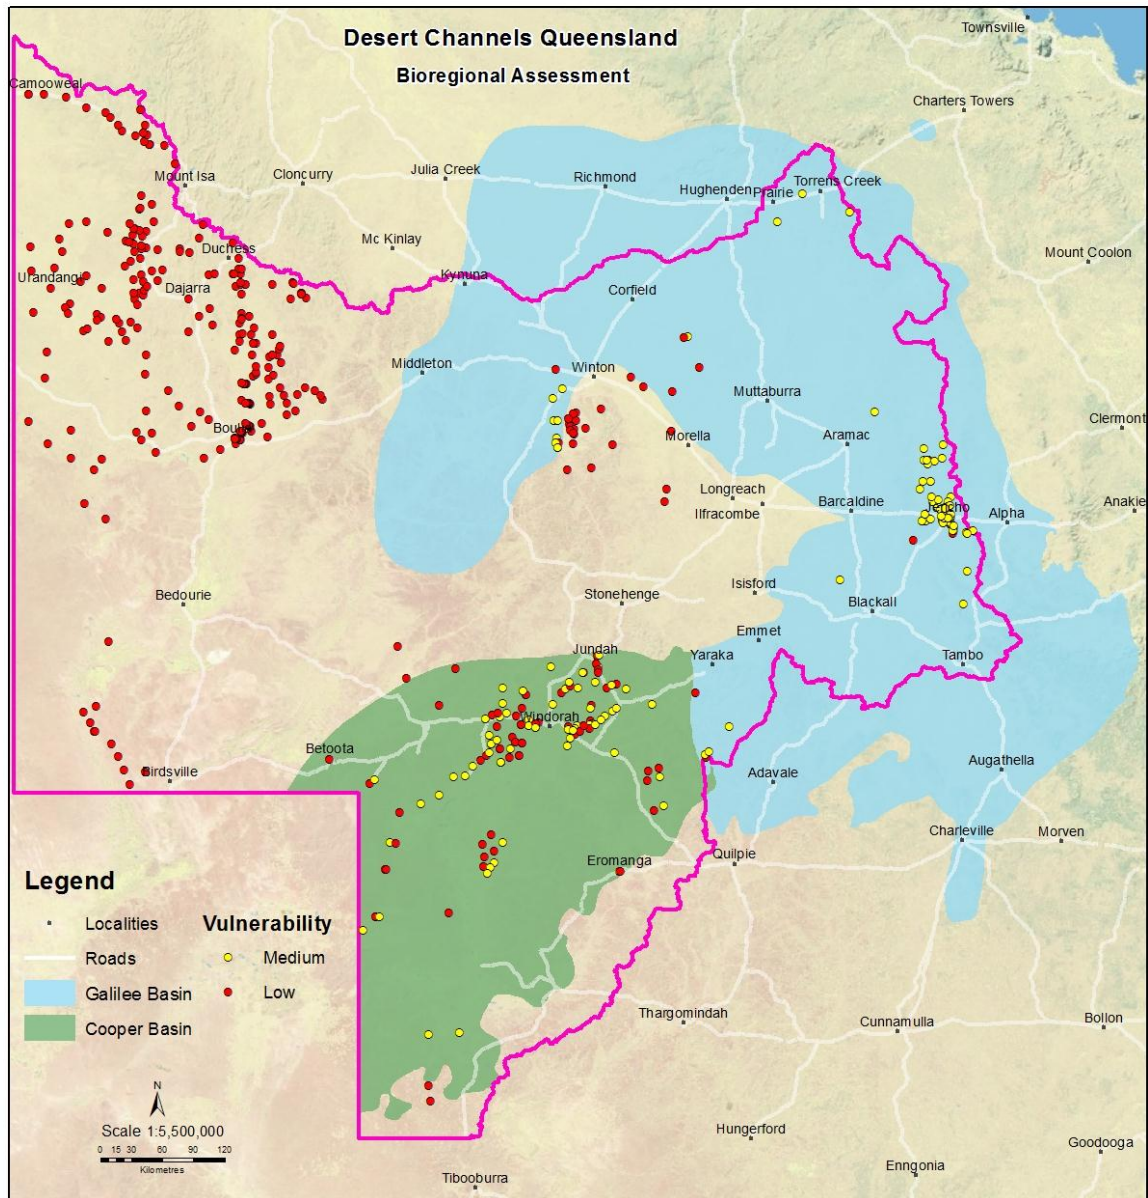 Desert Channels Queensland
Bioregional Assessment
Townsville
Camooweal
Charters Towers
Mount Isa
Cloncurry
Julia Creek
Richmond
Hughenden
Prairie
Torrens Creek
Mc Kinlay
Duchess
Mount Coolon
Urandangi
Dajarra
Kynuna
Corfield
Middleton
Winton
Muttaburra
Clermont
Morella
Aramac
Longreach
Ilfracombe
Barcaldine
Jericho
Alpha
Anakie
Bedourie
Stonehenge
Isisford
Blackall
Emmet
Jundah
Yaraka
Tambo
Windorah
Betoota
Birdsville
Adavale
Augathella
Charleville
Morven
Eromanga
Quilpie
Legend
Localities
Roads
Galilee Basin
Cooper Basin
Vulnerability
Medium
Low
Thargomindah
Cunnamulla
Bollon
N
Scale 1:5,500,000
0 15 30 60 90 120
Kilometres
Hungerford
Goodooga
Enngonia
Tibooburra